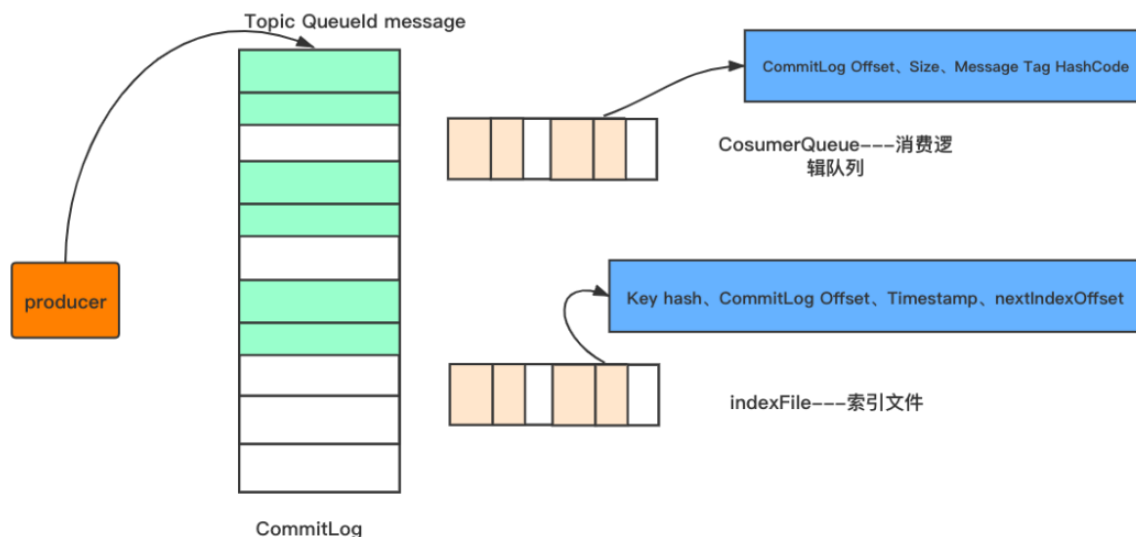 Topic QueueId message
CommitLog Offset、Size、Message Tag HashCode
CosumerQueue---消费逻
辑队列
producer
Key hash、CommitLog Offset、Timestamp、nextIndexOffset
indexFile---索引文件
CommitLog